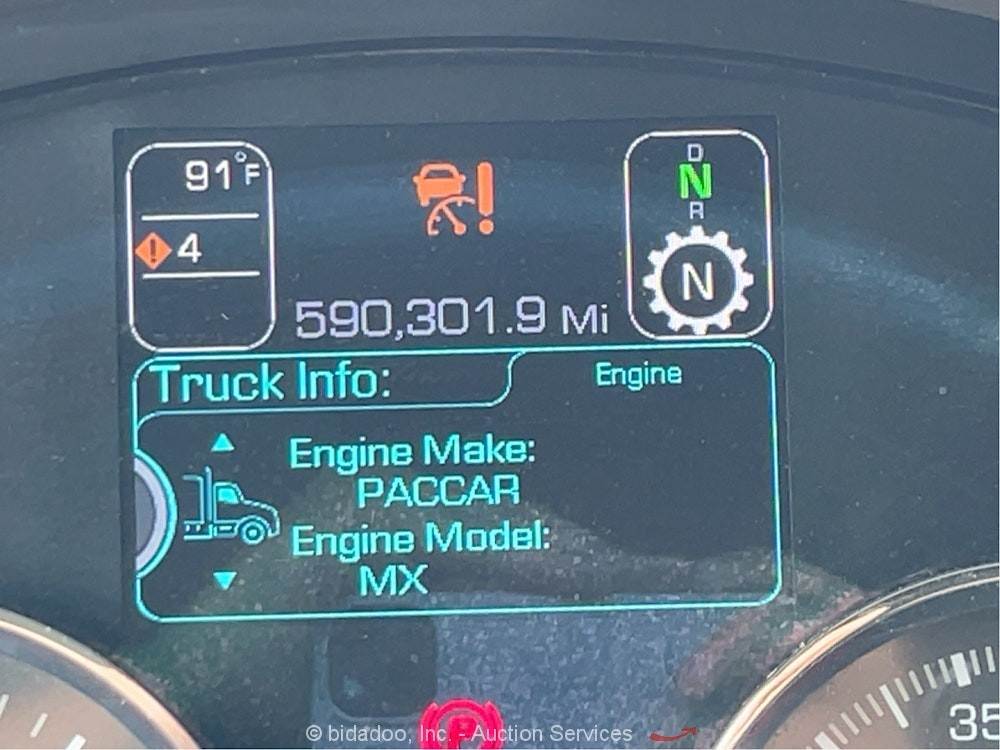 91°F
D
N
R
! 4
N
590,301.9 Mi
Truck Info:
Engine
Engine Make:
PACCAR
Engine Model:
MX
P
35
© bidadoo, Inc. - Auction Services